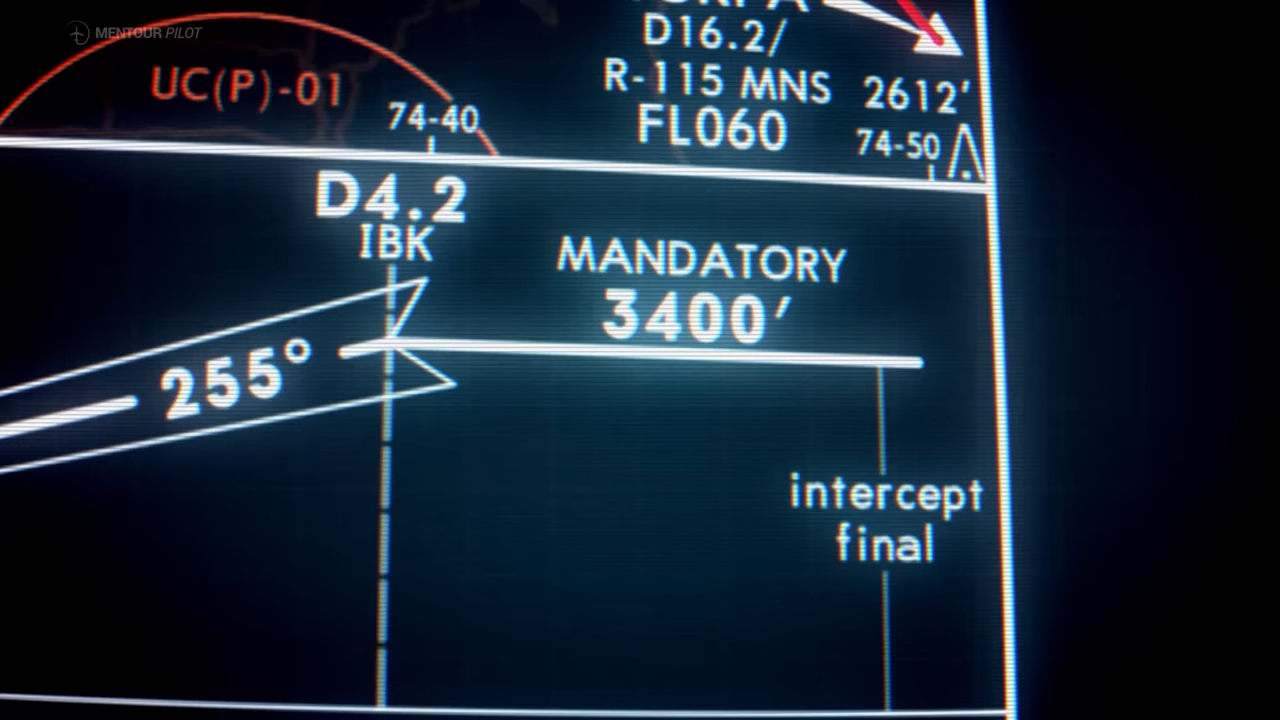 MENTOUR PILOT
D16.2/
UC(P)-01
R-115 MNS
2612'
74-40
FL060
74-50
D4.2
IBK
MANDATORY
3400'
255°
intercept
final